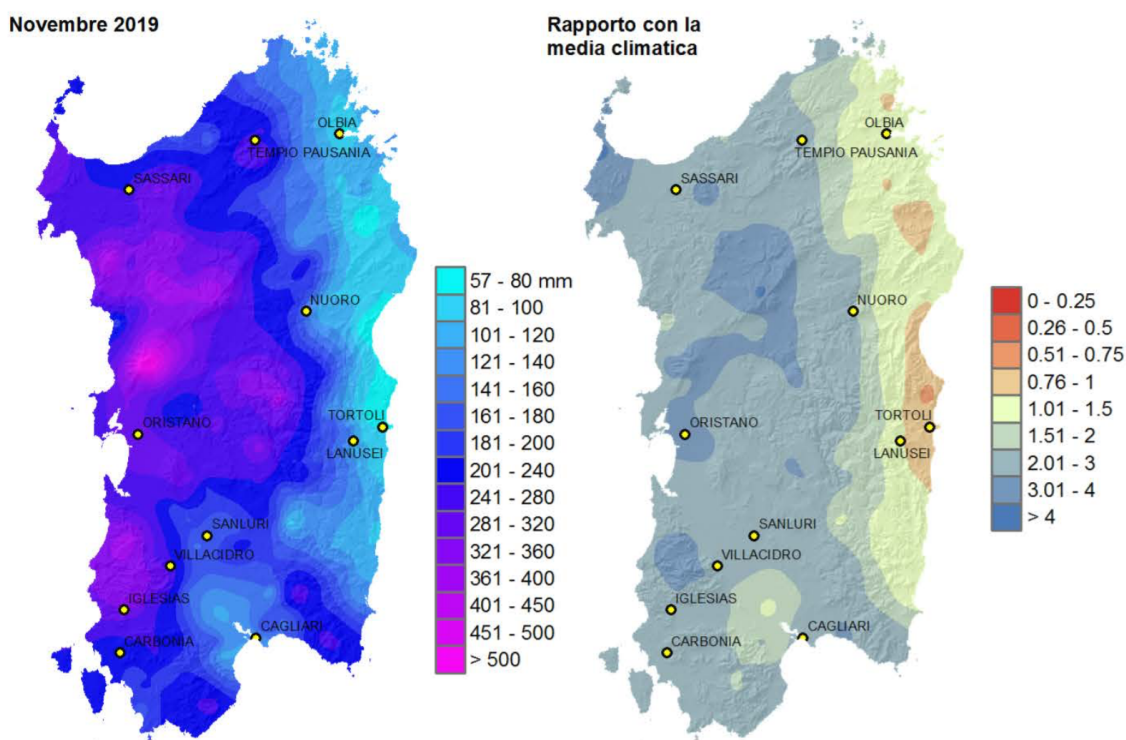 Novembre 2019
OLBIA
TEMPIO PAUSANIA
SASSARI
NUORO
ORISTANO
TORTOLI
LANUSEI
SANLURI
VILLACIDRO
IGLESIAS
CAGLIARI
CARBONIA
57 - 80 mm
81 - 100
101 - 120
121 - 140
141 - 160
161 - 180
181 - 200
201 - 240
241 - 280
281 - 320
321 - 360
361 - 400
401 - 450
451 - 500
> 500
Rapporto con la
media climatica
OLBIA
TEMPIO PAUSANIA
SASSARI
NUORO
ORISTANO
TORTOLI
LANUSEI
SANLURI
VILLACIDRO
IGLESIAS
CAGLIARI
CARBONIA
0 - 0.25
0.26 - 0.5
0.51 - 0.75
0.76 - 1
1.01 - 1.5
1.51 - 2
2.01 - 3
3.01 - 4
> 4